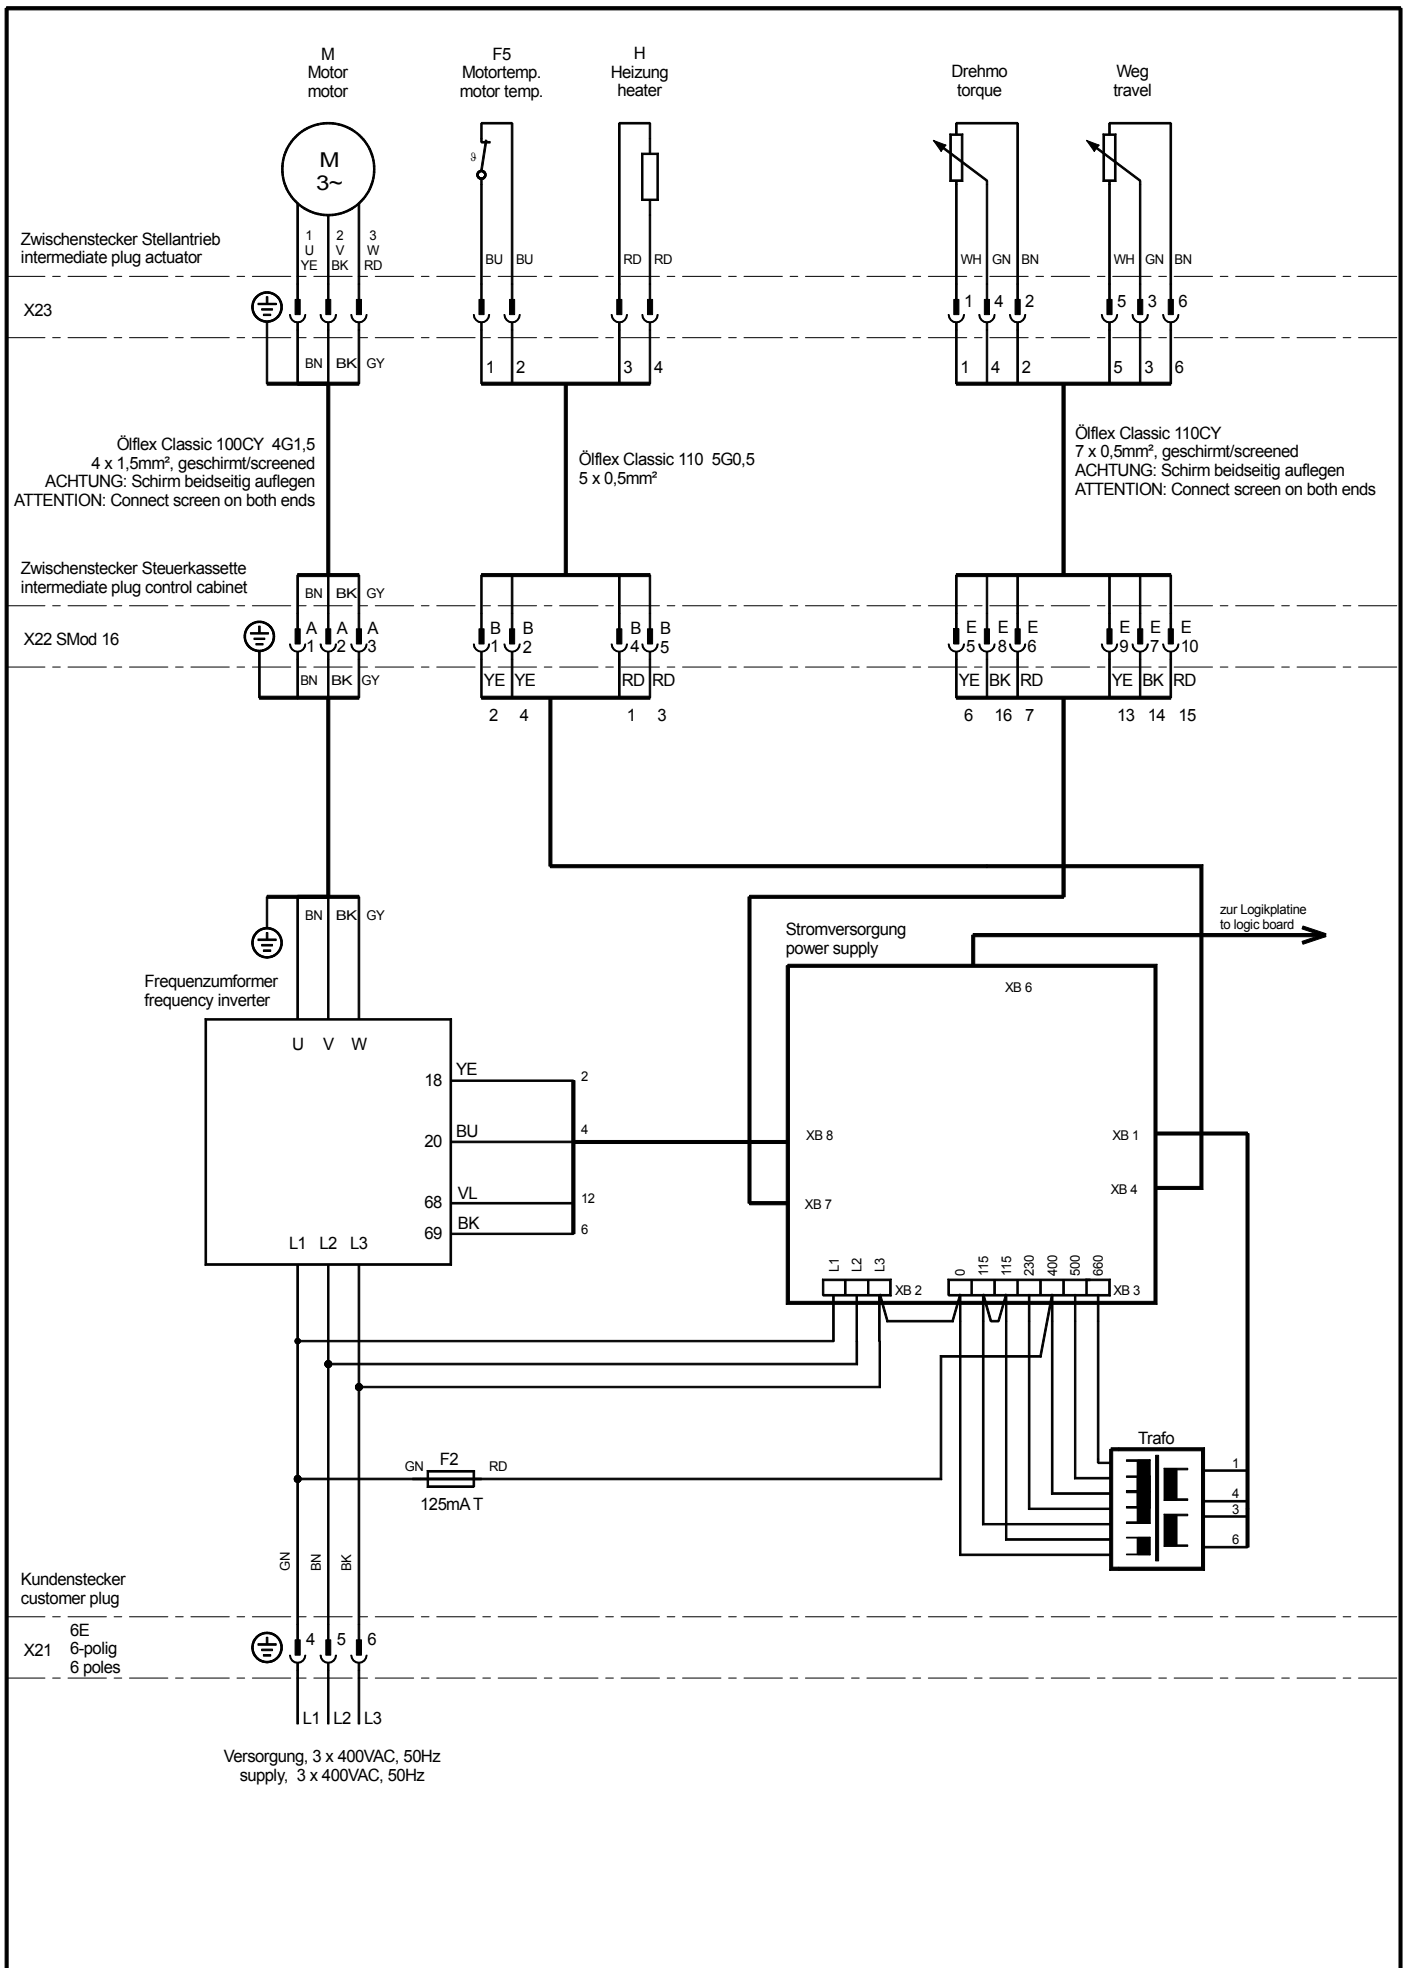 M
Motor
motor
F5
Motortemp.
motor temp.
H
Heizung
heater
Drehmo
torque
Weg
travel
M
3~
ϑ
Zwischenstecker Stellantrieb
intermediate plug actuator
1 2 3
U V W
YE BK RD
BU BU
RD RD
WH GN BN
WH GN BN
X23
1 4 2
5 3 6
BN BK GY
1 2
3 4
1 4 2
5 3 6
Ölflex Classic 100CY 4G1,5
4 x 1,5mm², geschirmt/screened
ACHTUNG: Schirm beidseitig auflegen
ATTENTION: Connect screen on both ends
Ölflex Classic 110 5G0,5
5 x 0,5mm²
Ölflex Classic 110CY
7 x 0,5mm², geschirmt/screened
ACHTUNG: Schirm beidseitig auflegen
ATTENTION: Connect screen on both ends
Zwischenstecker Steuerkassette
intermediate plug control cabinet
BN BK GY
X22 SMod 16
A A A
1 2 3
B B
1 2
B B
4 5
E E E
5 8 6
E E E
9 7 10
BN BK GY
YE YE
RD RD
YE BK RD
YE BK RD
2 4
1 3
6 16 7
13 14 15
BN BK GY
zur Logikplatine
to logic board
Stromversorgung
power supply
Frequenzumformer
frequency inverter
XB 6
U V W
18 YE 2
20 BU 4
68 VL 12
69 BK 6
L1 L2 L3
XB 8
XB 7
XB 1
XB 4
L1 L2 L3
XB 2
0 115 115 230 400 500 660
XB 3
GN F2 RD
125mA T
Trafo
1
4
3
6
GN BN BK
Kundenstecker
customer plug
X21
6E
6-polig
6 poles
4 5 6
L1 L2 L3
Versorgung, 3 x 400VAC, 50Hz
supply, 3 x 400VAC, 50Hz